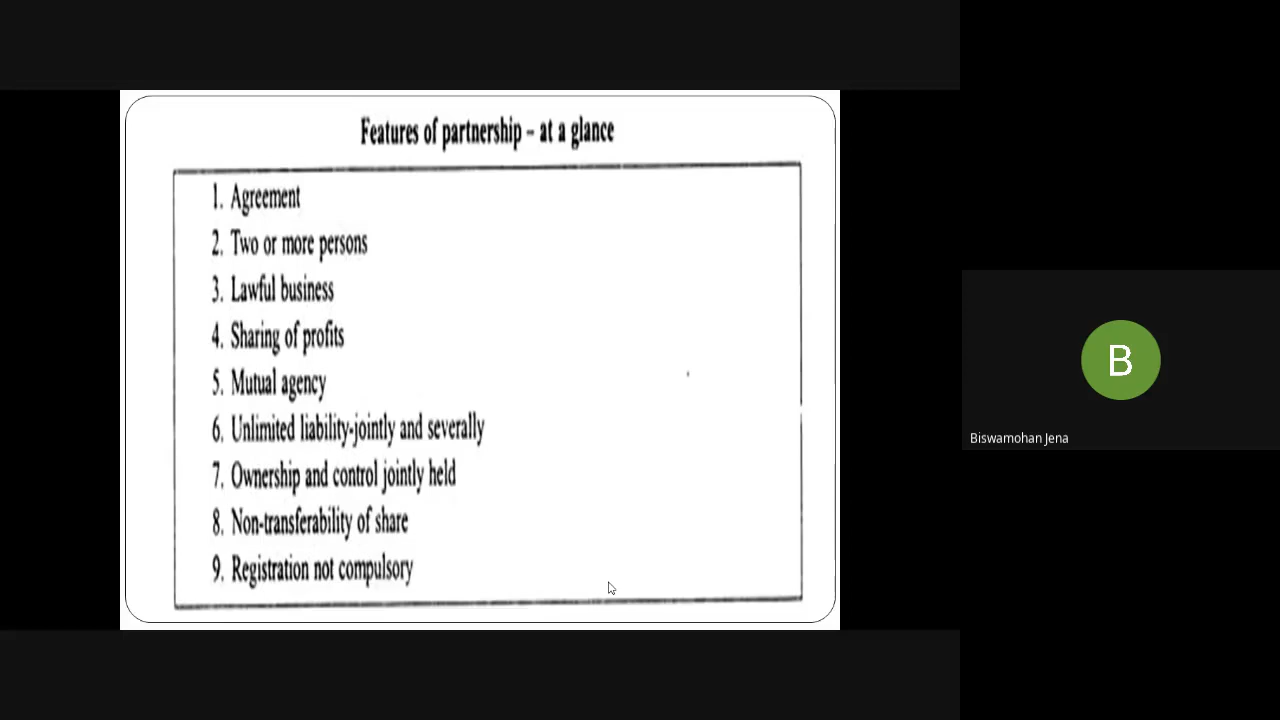 Features of partnership – at a glance
1. Agreement
2. Two or more persons
3. Lawful business
4. Sharing of profits
5. Mutual agency
6. Unlimited liability-jointly and severally
7. Ownership and control jointly held
8. Non-transferability of share
9. Registration not compulsory
B
Biswamohan Jena